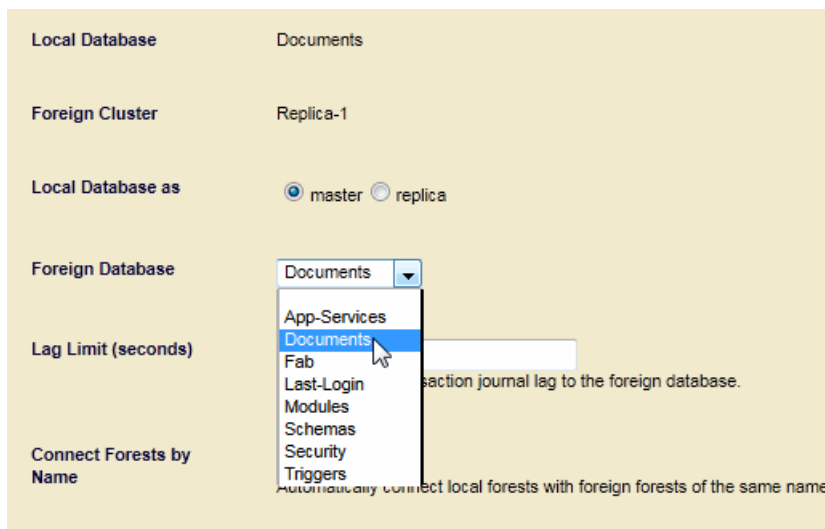 Local Database Documents
Foreign Cluster Replica-1
Local Database as master replica
Foreign Database Documents
App-Services
Documents
Lag Limit (seconds)
Fab
Last-Login
saction journal lag to the foreign database.
Modules
Schemas
Connect Forests by
Name
Security
Triggers
Automatically connect local forests with foreign forests of the same name